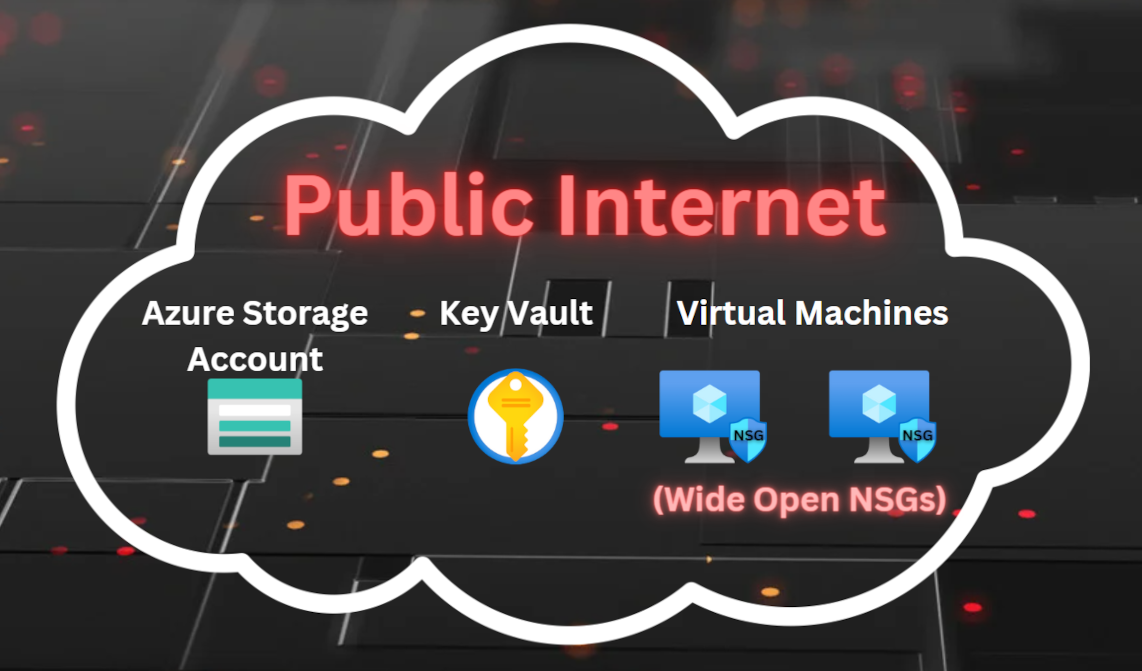 Public Internet
Azure Storage
Account
Key Vault
Virtual Machines
NSG
NSG
(Wide Open NSGs)